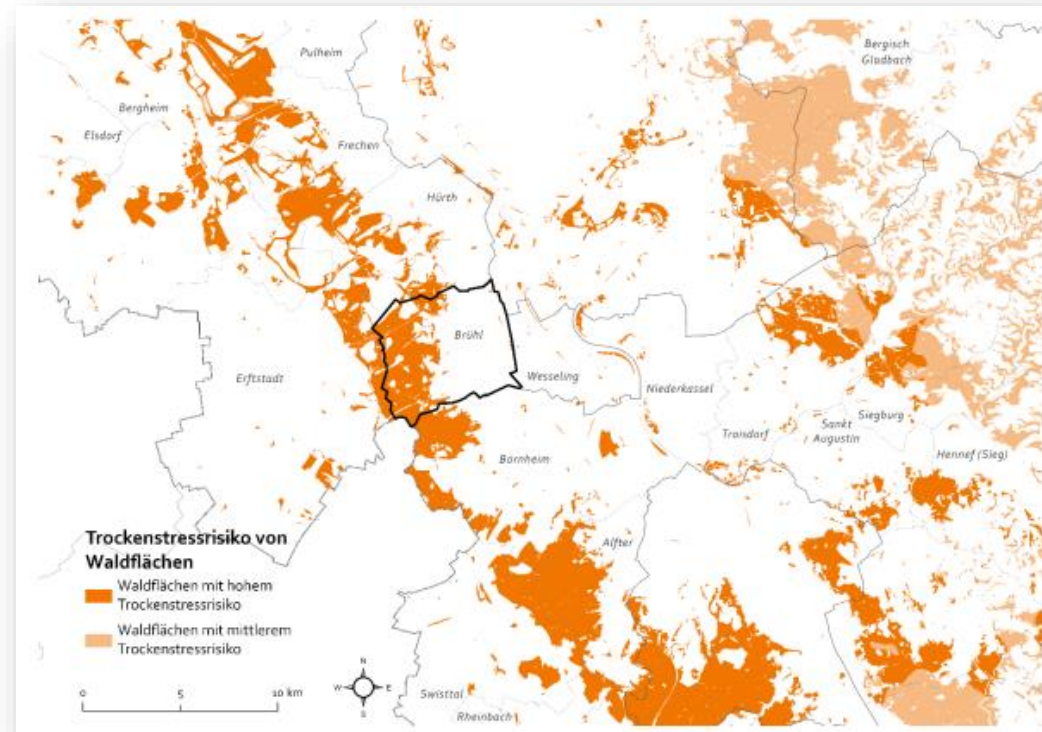 Pulheim
Bergisch
Gladbach
Bergheim
Elsdorf
Frechen
Hürth
Brühl
Erftstadt
Wesseling
Niederkassel
Troisdorf
Siegburg
Sankt
Augustin
Hennef (Sieg)
Bornheim
Alfter
Trockenstressrisiko von
Waldflächen
Waldflächen mit hohem
Trockenstressrisiko
Waldflächen mit mittlerem
Trockenstressrisiko
0 5 10 km
N
W E
S
Swisttal
Rheinbach